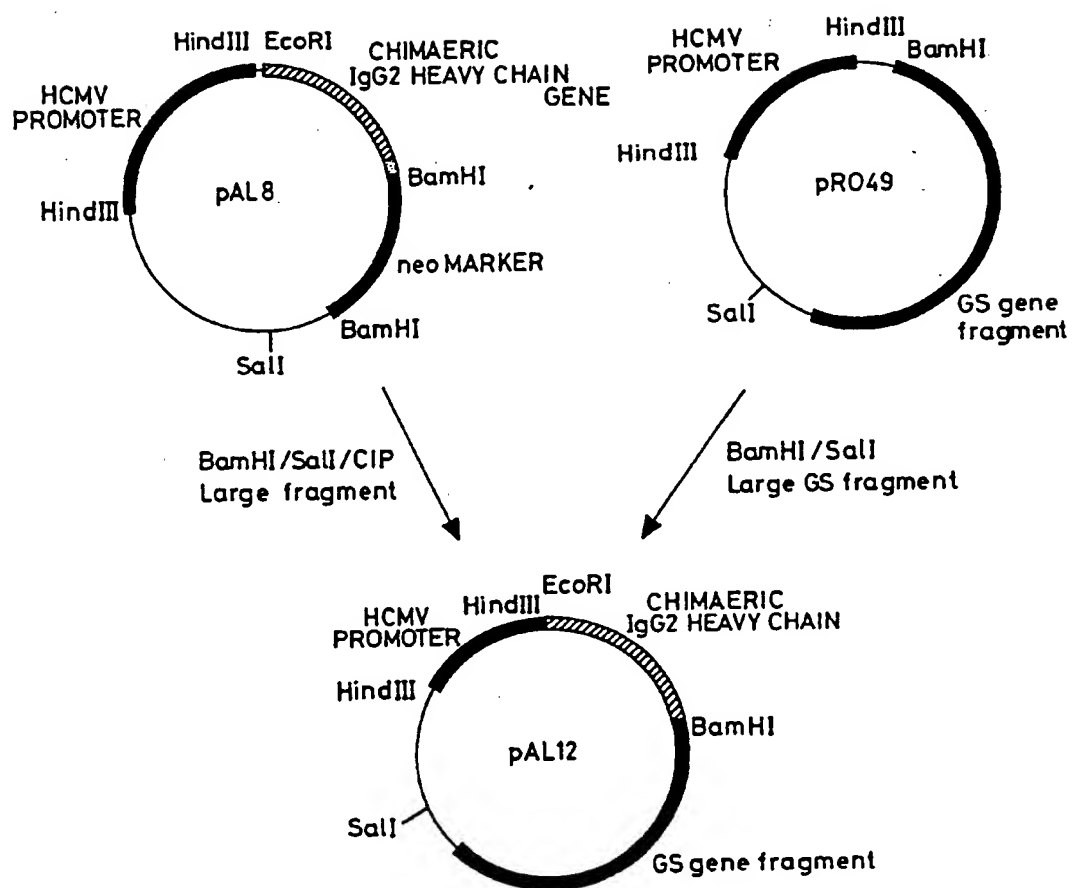 HindIII EcoRI
CHIMAERIC
IgG2 HEAVY CHAIN
GENE
HCMV
PROMOTER
BamHI
HindIII
pAL8
neo MARKER
BamHI
SalI
HindIII
HCMV
PROMOTER
BamHI
HindIII
pRO49
SalI
GS gene
fragment
BamHI/SalI/CIP
Large fragment
BamHI/SalI
Large GS fragment
EcoRI
HindIII
CHIMAERIC
IgG2 HEAVY CHAIN
HCMV
PROMOTER
HindIII
BamHI
pAL12
SalI
GS gene fragment